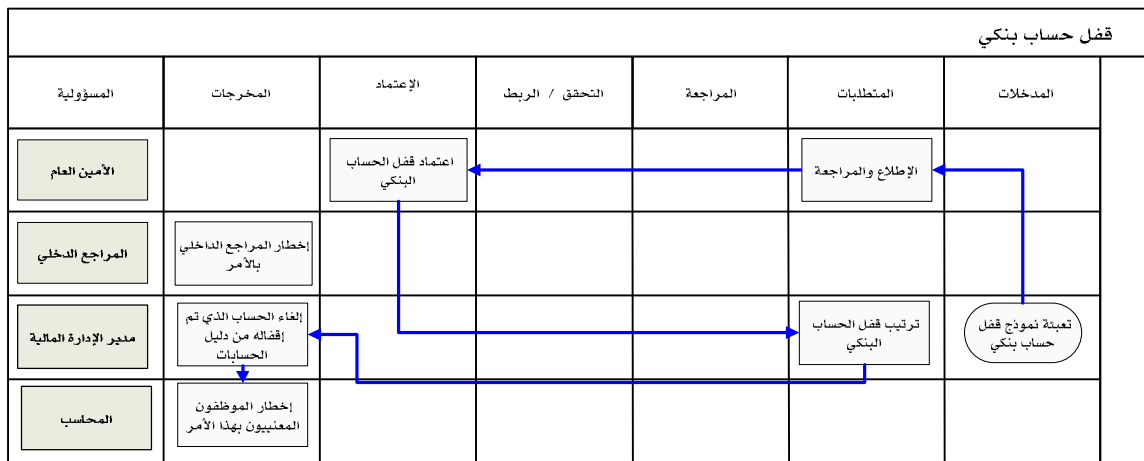 قفل حساب بنكي
المدخلات
المتطلبات
المراجعة
التحقق / الربط
الإعتماد
المخرجات
المسؤولية
الإطلاع والمراجعة
اعتماد قفل الحساب
البنكي
الأمين العام
إخطار المراجع الداخلي
بالأمر
المراجع الدخلي
تعبئة نموذج قفل
حساب بنكي
ترتيب قفل الحساب
البنكي
إلغاء الحساب الذي تم
إقفاله من دليل
الحسابات
مدير الإدارة المالية
إخطار الموظفون
المعنييون بهذا الأمر
المحاسب